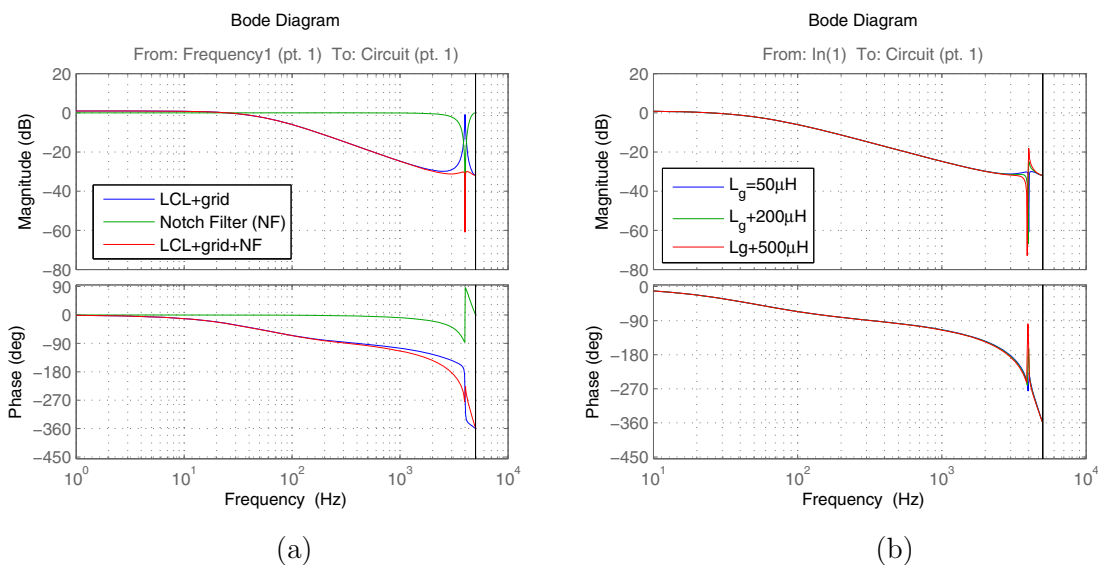 Bode Diagram
From: Frequency1 (pt. 1) To: Circuit (pt. 1)
Magnitude (dB)
20
0
−20
−40
−60
−80
LCL+grid
Notch Filter (NF)
LCL+grid+NF
Phase (deg)
90
0
−90
−180
−270
−360
−450
10^0
10^1
10^2
10^3
10^4
Frequency (Hz)
(a)
Bode Diagram
From: In(1) To: Circuit (pt. 1)
Magnitude (dB)
20
0
−20
−40
−60
−80
L_g=50μH
L_g+200μH
Lg+500μH
Phase (deg)
0
−90
−180
−270
−360
−450
10^1
10^2
10^3
10^4
Frequency (Hz)
(b)